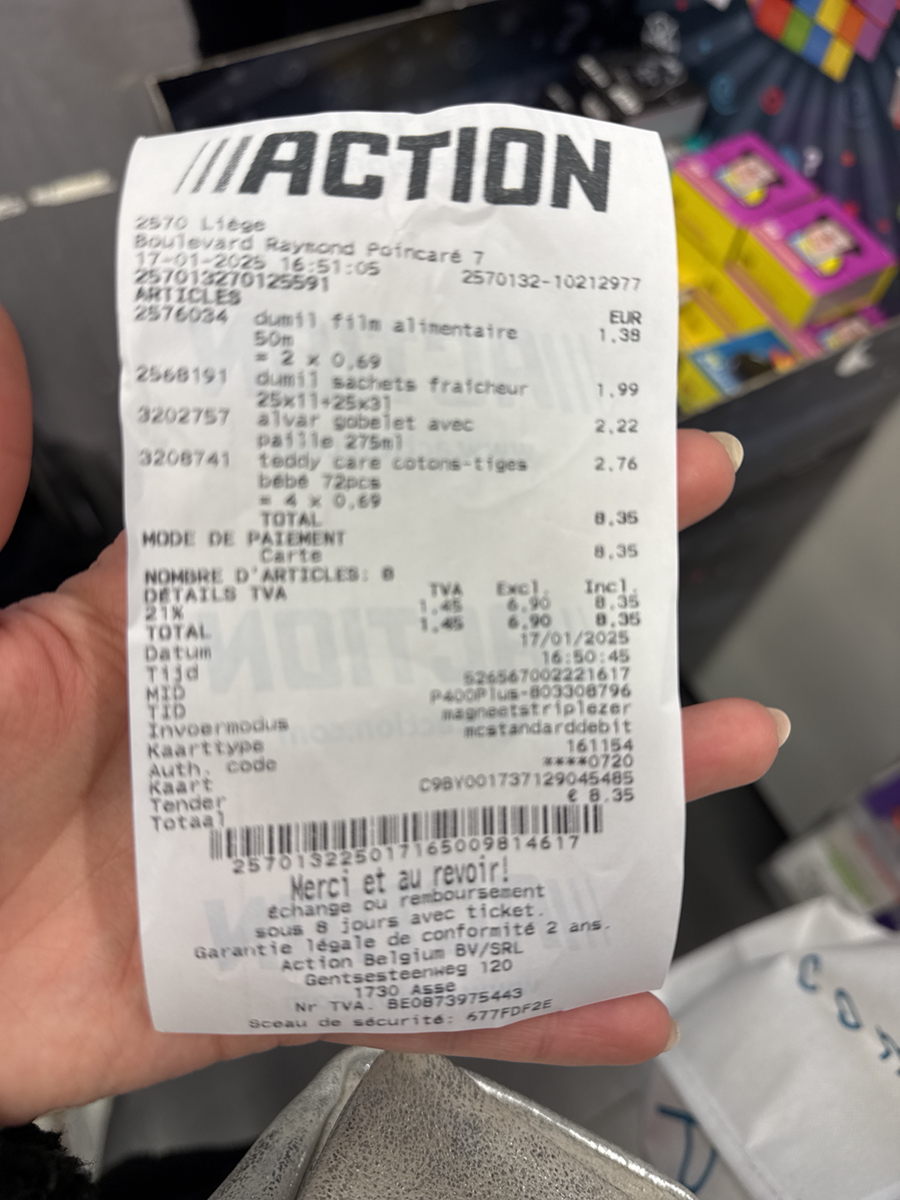 ///ACTION
2570 Liège
Boulevard Raymond Poincaré 7
17-01-2025 16:51:05
257013270125591 2570132-10212977
ARTICLES EUR
2576034 dumil film alimentaire 1,38
50m
= 2 x 0,69
2568191 dumil sachets fraicheur 1,99
25x1l+25x3l
3202757 alvar gobelet avec 2,22
paille 275ml
3208741 teddy care cotons-tiges 2,76
bébé 72pcs
= 4 x 0,69
TOTAL 8,35
MODE DE PAIEMENT
Carte 8,35
NOMBRE D'ARTICLES: 8
DÉTAILS TVA TVA Excl. Incl.
21% 1,45 6,90 8,35
TOTAL 1,45 6,90 8,35
Datum 17/01/2025
Tijd 16:50:45
MID 526567002221617
TID P400Plus-803308796
Invoermodus magneetstriplezer
Kaarttype mcstandarddebit
Auth. code 161154
Kaart ****0720
Tender C9BY001737129045485
Totaal € 8.35
257013225017165009814617
Merci et au revoir!
échange ou remboursement
sous 8 jours avec ticket.
Garantie légale de conformité 2 ans.
Action Belgium BV/SRL
Gentsesteenweg 120
1730 Asse
Nr TVA. BE0873975443
Sceau de sécurité: 677FDF2E